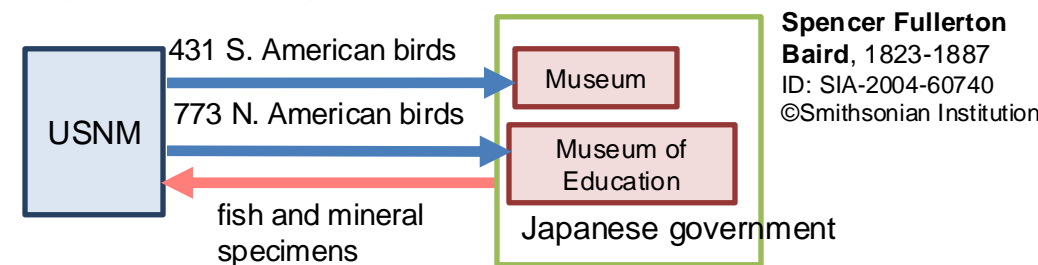 431 S. American birds
USNM
773 N. American birds
fish and mineral
specimens
Museum
Museum of
Education
Japanese government
Spencer Fullerton
Baird, 1823-1887
ID: SIA-2004-60740
©Smithsonian Institution